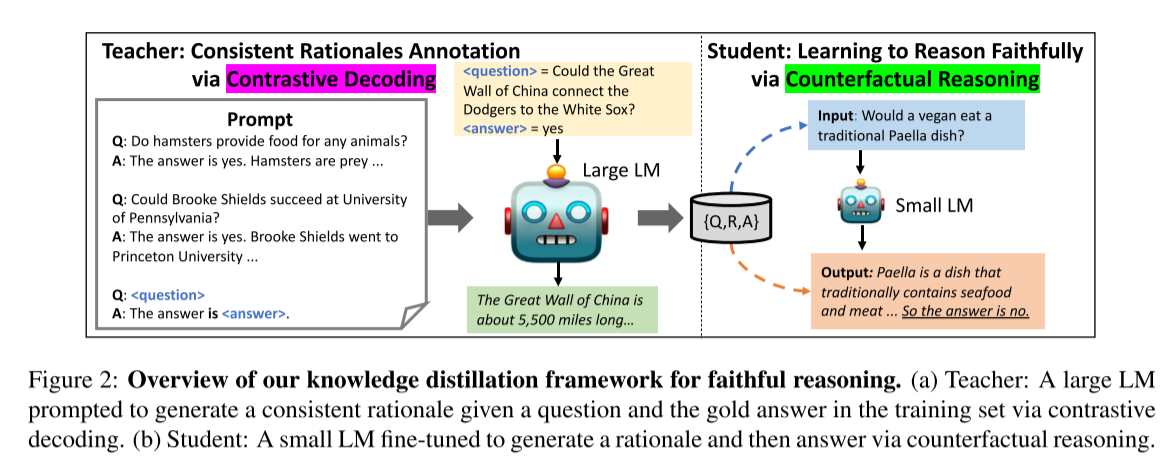 Teacher: Consistent Rationales Annotation
via Contrastive Decoding
Prompt
Q: Do hamsters provide food for any animals?
A: The answer is yes. Hamsters are prey ...
Q: Could Brooke Shields succeed at University
of Pennsylvania?
A: The answer is yes. Brooke Shields went to
Princeton University ...
Q: <question>
A: The answer is <answer>.
<question> = Could the Great
Wall of China connect the
Dodgers to the White Sox?
<answer> = yes
Large LM
The Great Wall of China is
about 5,500 miles long...
{Q,R,A}
Student: Learning to Reason Faithfully
via Counterfactual Reasoning
Input: Would a vegan eat a
traditional Paella dish?
Small LM
Output: Paella is a dish that
traditionally contains seafood
and meat ... So the answer is no.
Figure 2: Overview of our knowledge distillation framework for faithful reasoning. (a) Teacher: A large LM
prompted to generate a consistent rationale given a question and the gold answer in the training set via contrastive
decoding. (b) Student: A small LM fine-tuned to generate a rationale and then answer via counterfactual reasoning.